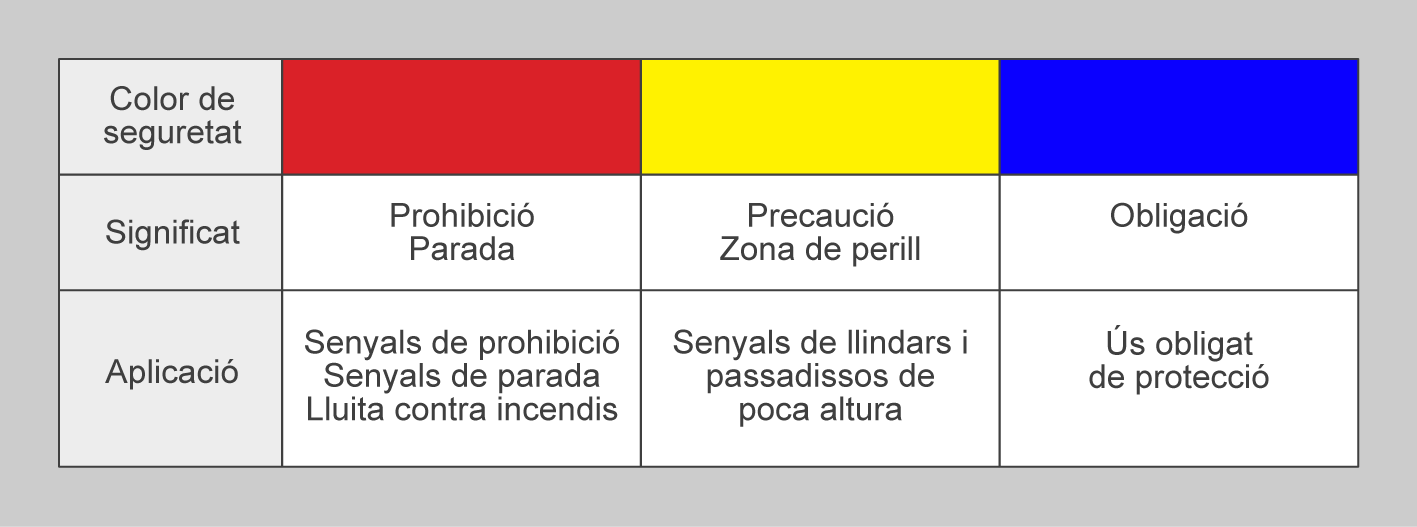 Color de
seguretat
Significat
Prohibició
Parada
Precaució
Zona de perill
Obligació
Aplicació
Senyals de prohibició
Senyals de parada
Lluita contra incendis
Senyals de llindars i
passadissos de
poca altura
Ús obligat
de protecció